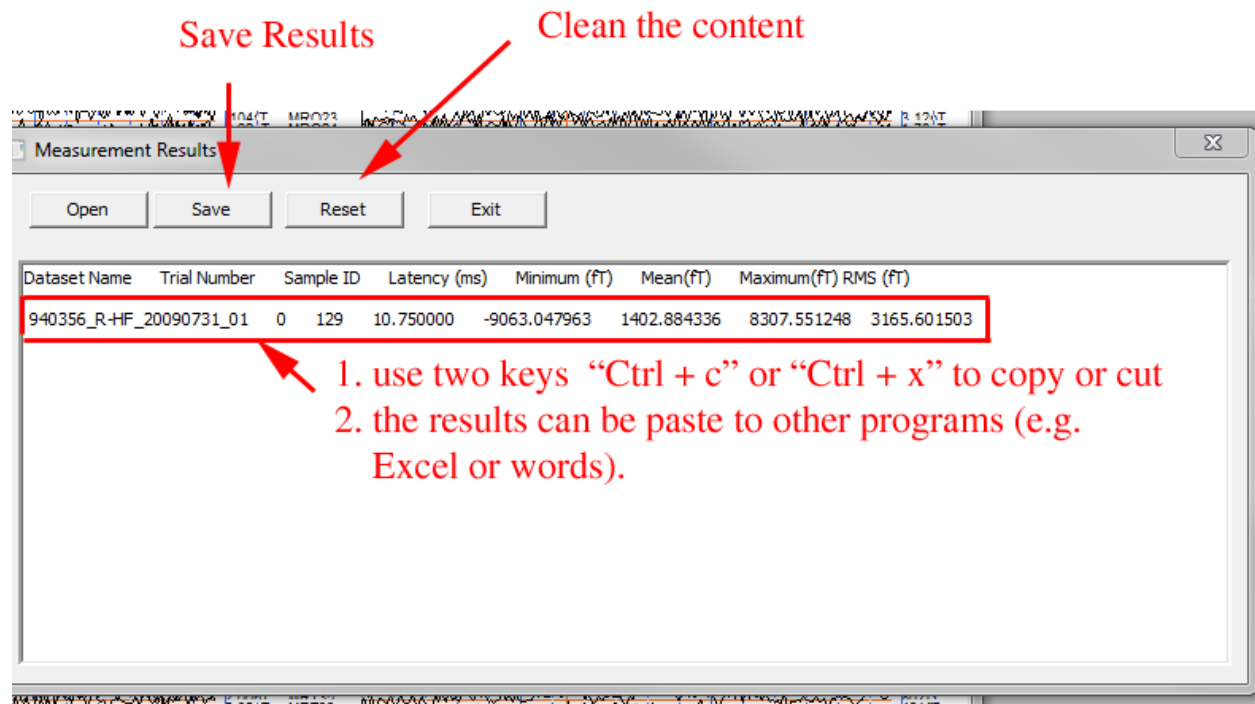 Save Results
Clean the content
MRO23
3.12fT
Measurement Results
Open Save Reset Exit
Dataset Name Trial Number Sample ID Latency (ms) Minimum (fT) Mean(fT) Maximum(fT) RMS (fT)
940356_R-HF_20090731_01 0 129 10.750000 -9063.047963 1402.884336 8307.551248 3165.601503
1. use two keys “Ctrl + c” or “Ctrl + x” to copy or cut
2. the results can be paste to other programs (e.g.
Excel or words).